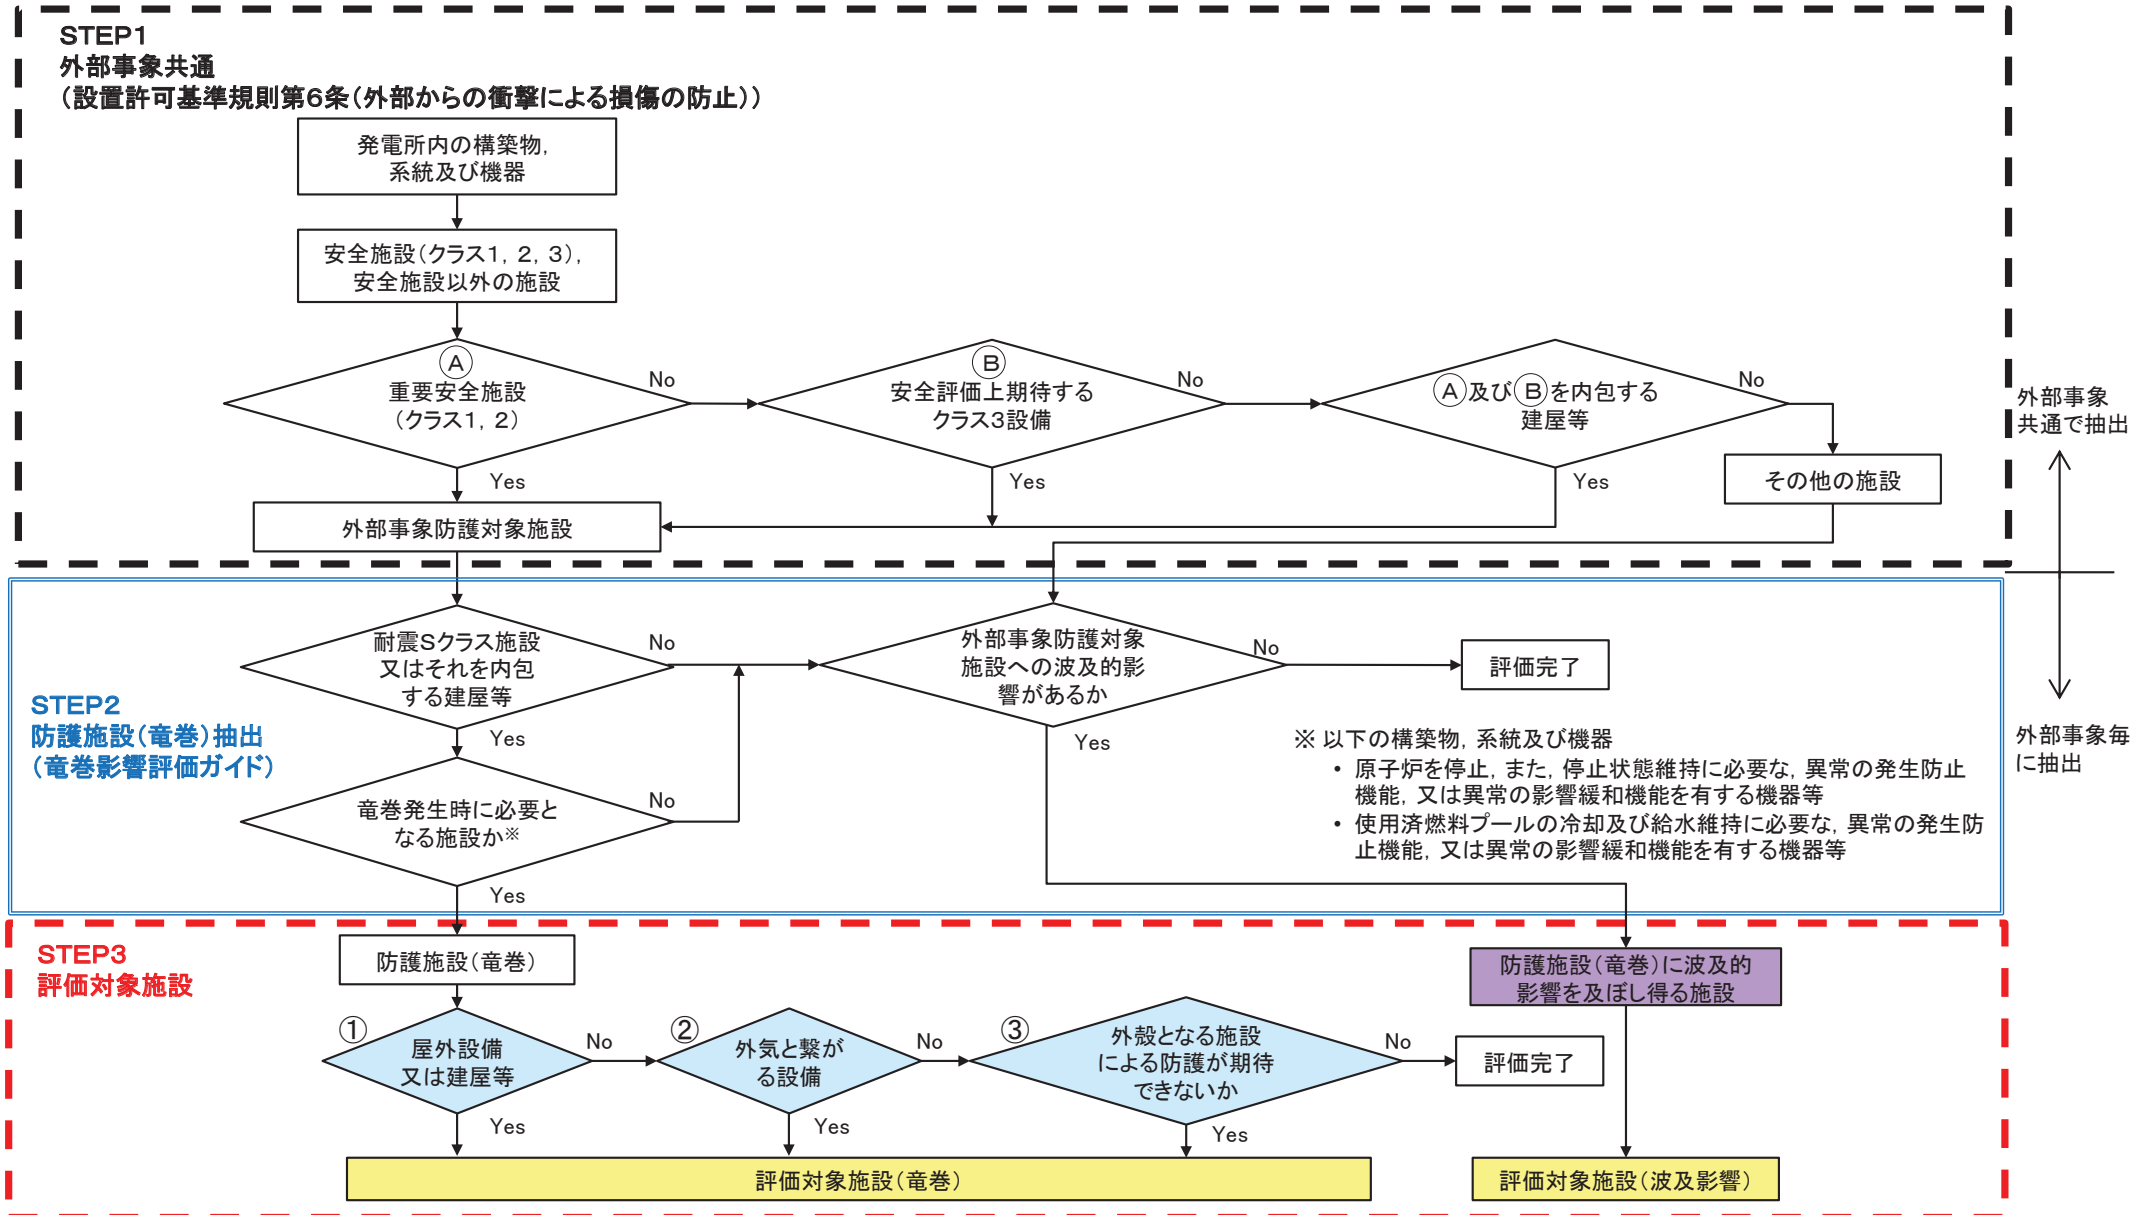 STEP1
外部事象共通
(設置許可基準規則第6条(外部からの衝撃による損傷の防止))
発電所内の構築物,
系統及び機器
安全施設(クラス1, 2, 3),
安全施設以外の施設
Ⓐ
重要安全施設
(クラス1, 2)
No
Yes
Ⓑ
安全評価上期待する
クラス3設備
No
Yes
Ⓐ及びⒷを内包する
建屋等
No
Yes
その他の施設
外部事象防護対象施設
外部事象
共通で抽出
外部事象毎
に抽出
STEP2
防護施設(竜巻)抽出
(竜巻影響評価ガイド)
耐震Sクラス施設
又はそれを内包
する建屋等
No
Yes
竜巻発生時に必要と
なる施設か※
No
Yes
外部事象防護対象
施設への波及的影
響があるか
No
Yes
評価完了
※ 以下の構築物, 系統及び機器
・ 原子炉を停止, また, 停止状態維持に必要な, 異常の発生防止
機能, 又は異常の影響緩和機能を有する機器等
・ 使用済燃料プールの冷却及び給水維持に必要な, 異常の発生防
止機能, 又は異常の影響緩和機能を有する機器等
STEP3
評価対象施設
防護施設(竜巻)
防護施設(竜巻)に波及的
影響を及ぼし得る施設
①
屋外設備
又は建屋等
No
Yes
②
外気と繋が
る設備
No
Yes
③
外殻となる施設
による防護が期待
できないか
No
Yes
評価完了
評価対象施設(竜巻)
評価対象施設(波及影響)